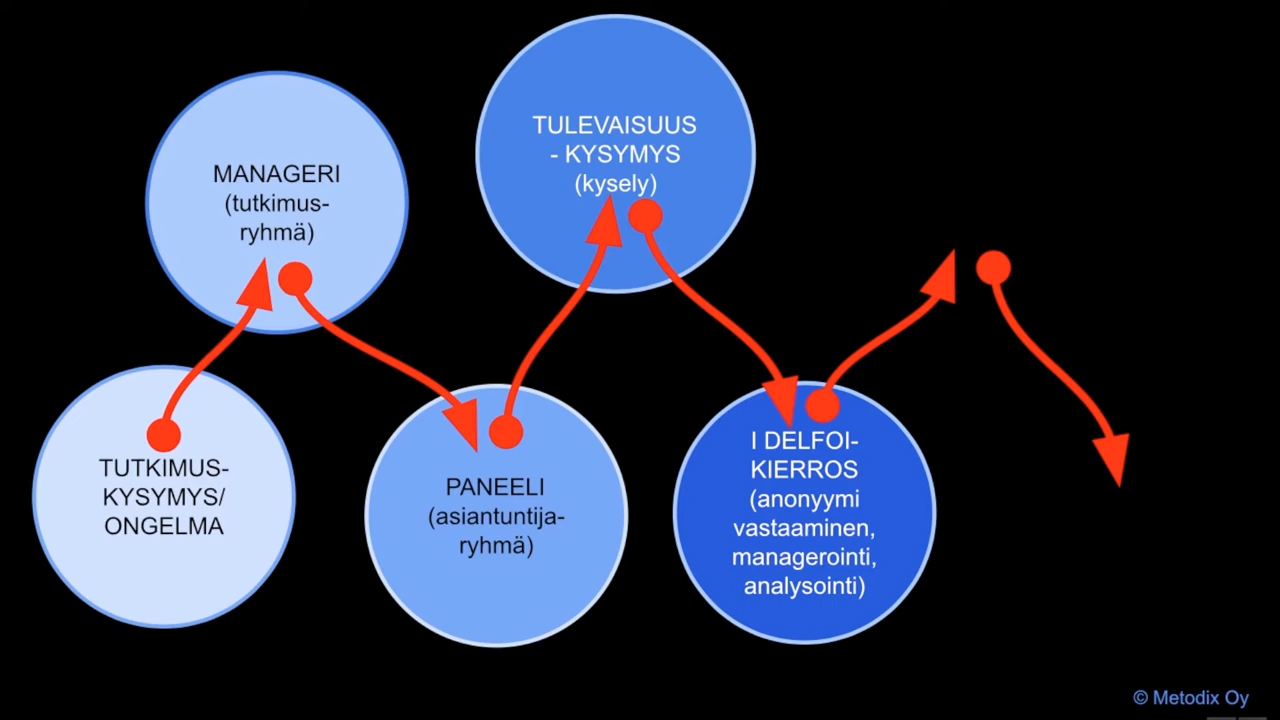 MANAGERI
(tutkimus-
ryhmä)
TULEVAISUUS
- KYSYMYS
(kysely)
TUTKIMUS-
KYSYMYS/
ONGELMA
PANEELI
(asiantuntija-
ryhmä)
I DELFOI-
KIERROS
(anonyymi
vastaaminen,
managerointi,
analysointi)
© Metodix Oy